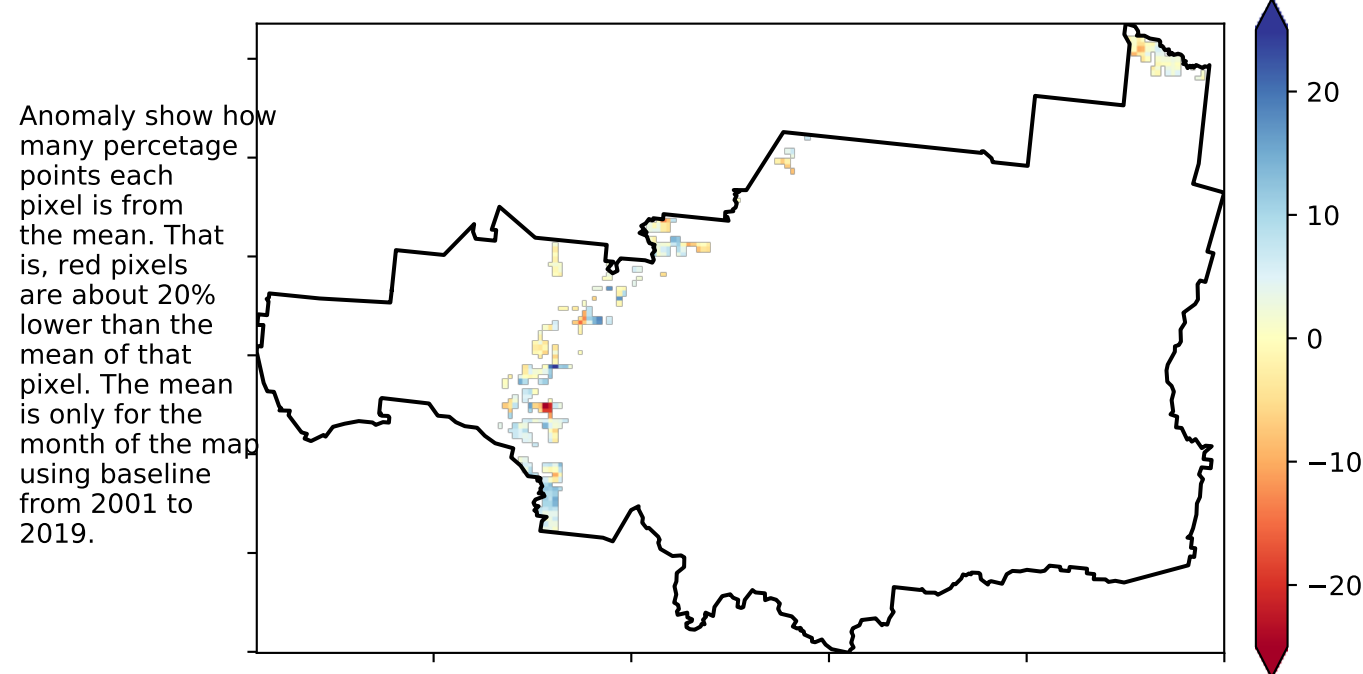 Anomaly show how
many percetage
points each
pixel is from
the mean. That
is, red pixels
are about 20%
lower than the
mean of that
pixel. The mean
is only for the
month of the map
using baseline
from 2001 to
2019.
20
10
0
−10
−20